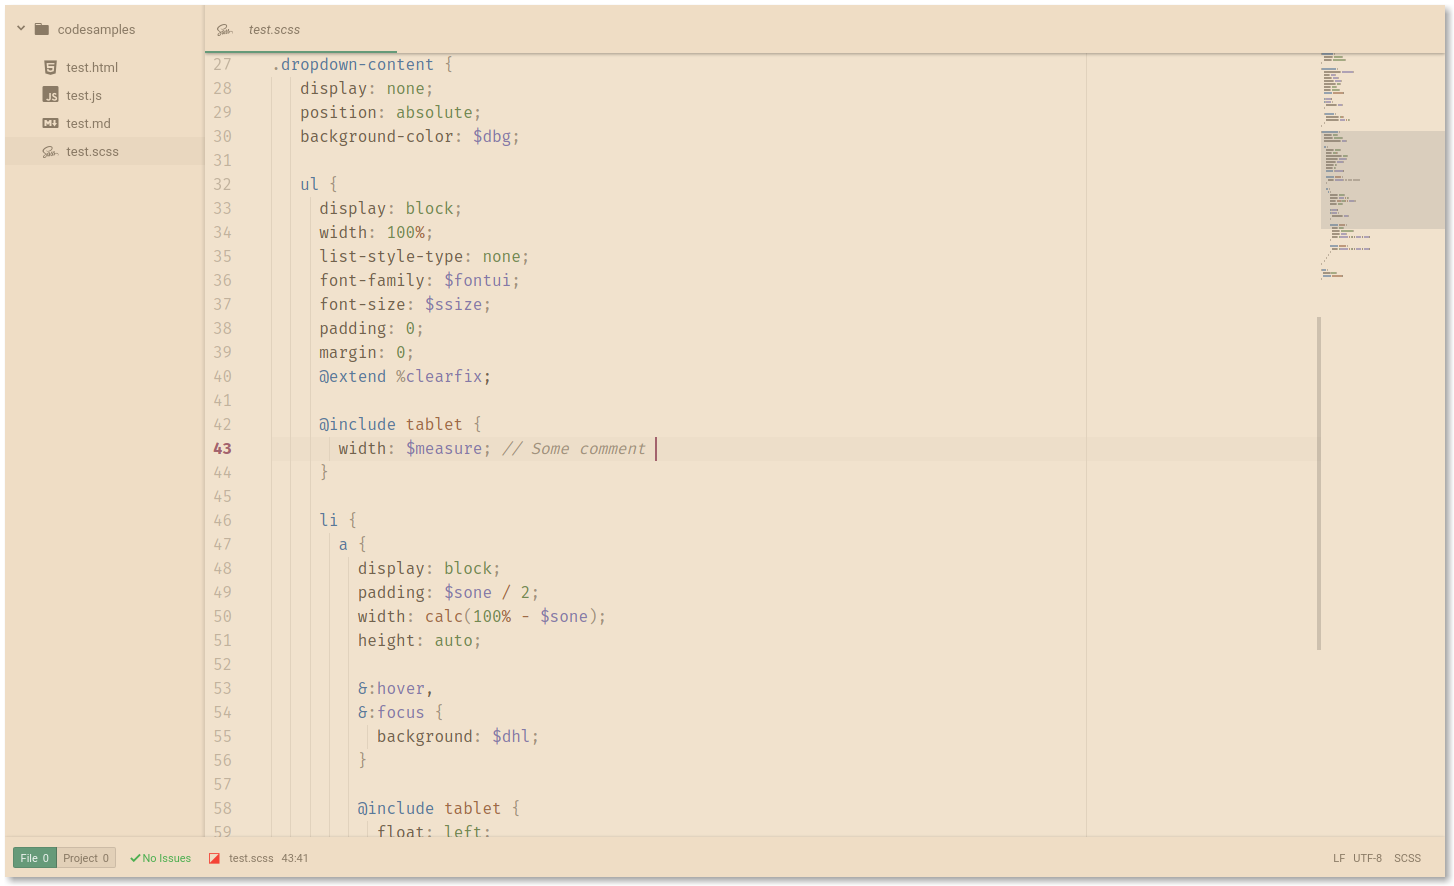 codesamples
test.html
test.js
test.md
test.scss
test.scss
27 .dropdown-content {
28 display: none;
29 position: absolute;
30 background-color: $dbg;
31
32 ul {
33 display: block;
34 width: 100%;
35 list-style-type: none;
36 font-family: $fontui;
37 font-size: $ssize;
38 padding: 0;
39 margin: 0;
40 @extend %clearfix;
41
42 @include tablet {
43 width: $measure; // Some comment
44 }
45
46 li {
47 a {
48 display: block;
49 padding: $sone / 2;
50 width: calc(100% - $sone);
51 height: auto;
52
53 &:hover,
54 &:focus {
55 background: $dhl;
56 }
57
58 @include tablet {
59 float: left;
File 0 Project 0 No Issues test.scss 43:41 LF UTF-8 SCSS